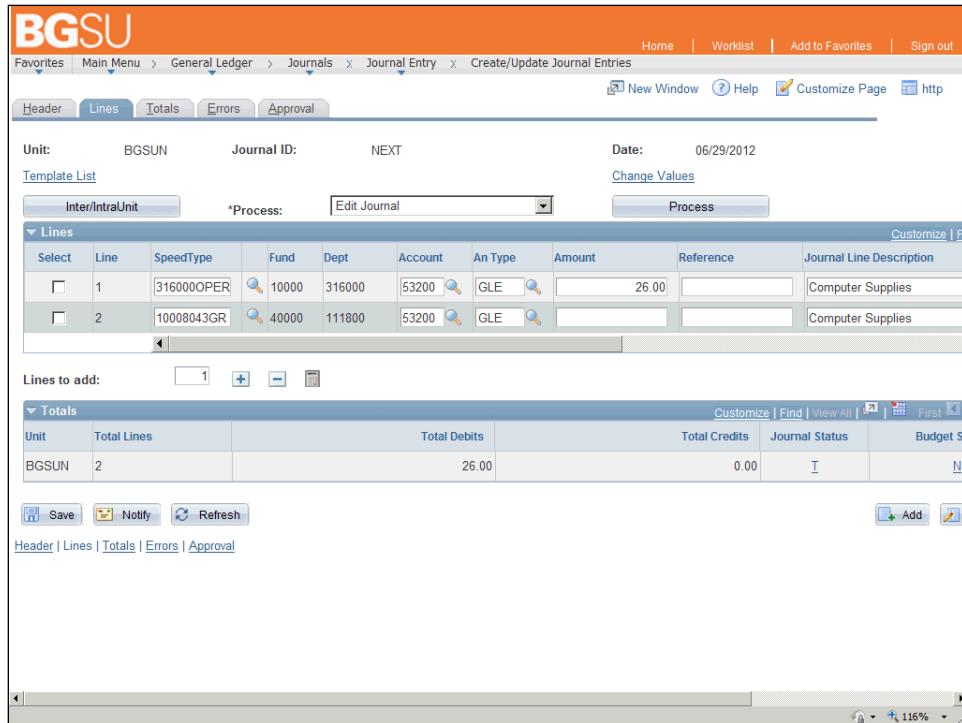 BGSU
Home | Worklist | Add to Favorites | Sign out
Favorites Main Menu > General Ledger > Journals > Journal Entry > Create/Update Journal Entries
New Window ? Help Customize Page http
Header Lines Totals Errors Approval
Unit: BGSUN Journal ID: NEXT Date: 06/29/2012
Template List Change Values
Inter/IntraUnit *Process: Edit Journal Process
Lines Customize | F
Select Line SpeedType Fund Dept Account An Type Amount Reference Journal Line Description
1 316000OPER 10000 316000 53200 GLE 26.00 Computer Supplies
2 10008043GR 40000 111800 53200 GLE Computer Supplies
Lines to add: 1
Totals Customize | Find | View All | | First
Unit Total Lines Total Debits Total Credits Journal Status Budget S
BGSUN 2 26.00 0.00 T N
Save Notify Refresh Add
Header | Lines | Totals | Errors | Approval
116%